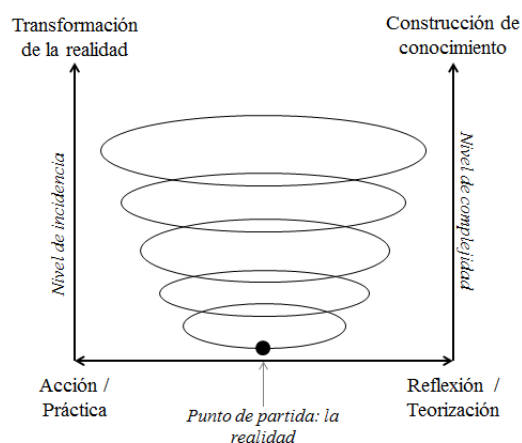 Transformación
de la realidad
Construcción de
conocimiento
Nivel de incidencia
Nivel de complejidad
Acción /
Práctica
Punto de partida: la
realidad
Reflexión /
Teorización